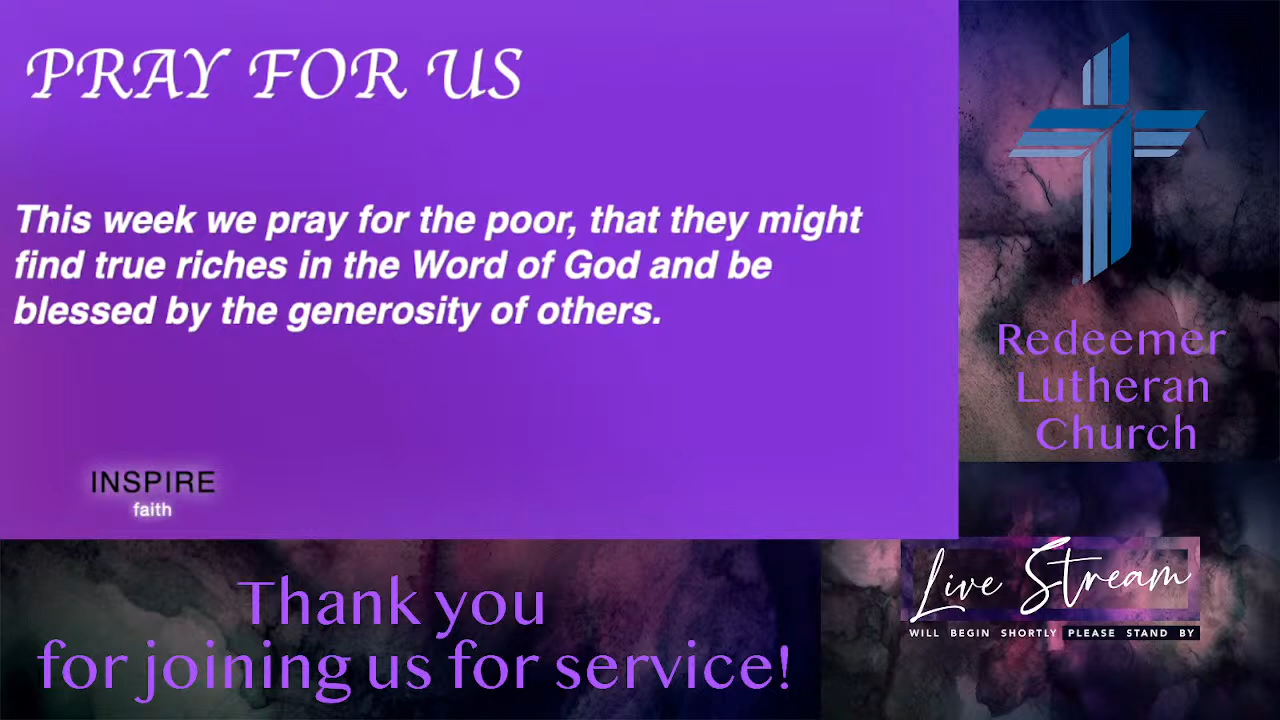 PRAY FOR US
This week we pray for the poor, that they might
find true riches in the Word of God and be
blessed by the generosity of others.
INSPIRE
faith
Redeemer
Lutheran
Church
Live Stream
WILL BEGIN SHORTLY PLEASE STAND BY
Thank you
for joining us for service!